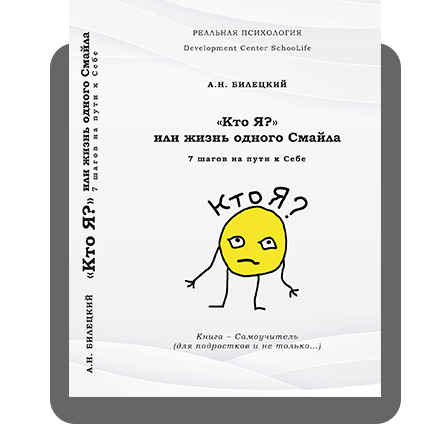 РЕАЛЬНАЯ ПСИХОЛОГИЯ
Development Center SchooLife
А.Н. БИЛЕЦКИЙ
«Кто Я?»
или жизнь одного Смайла
7 шагов на пути к Себе
КТО Я?
Книга – Самоучитель
(для подростков и не только...)
А.Н. БИЛЕЦКИЙ «Кто Я?» или жизнь одного Смайла
7 шагов на пути к Себе